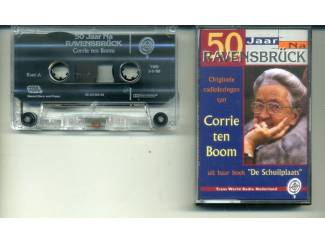 50 Jaar Na
RAVENSBRÜCK
Corrie ten Boom
Kant A
50 Jaar Na
RAVENSBRÜCK
Originele
radiolezingen
van
Corrie
ten
Boom
uit haar boek "De Schuilplaats"
Trans World Radio Nederland